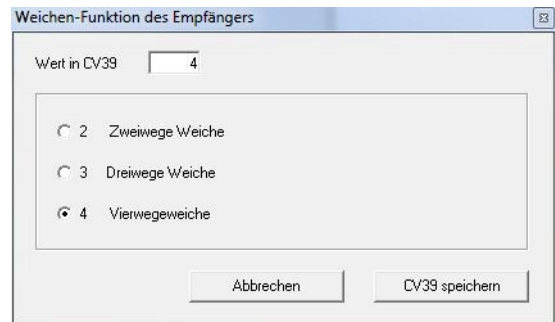 Weichen-Funktion des Empfängers
Wert in CV39 4
2 Zweiwege Weiche
3 Dreiwege Weiche
4 Vierwegeweiche
Abbrechen CV39 speichern